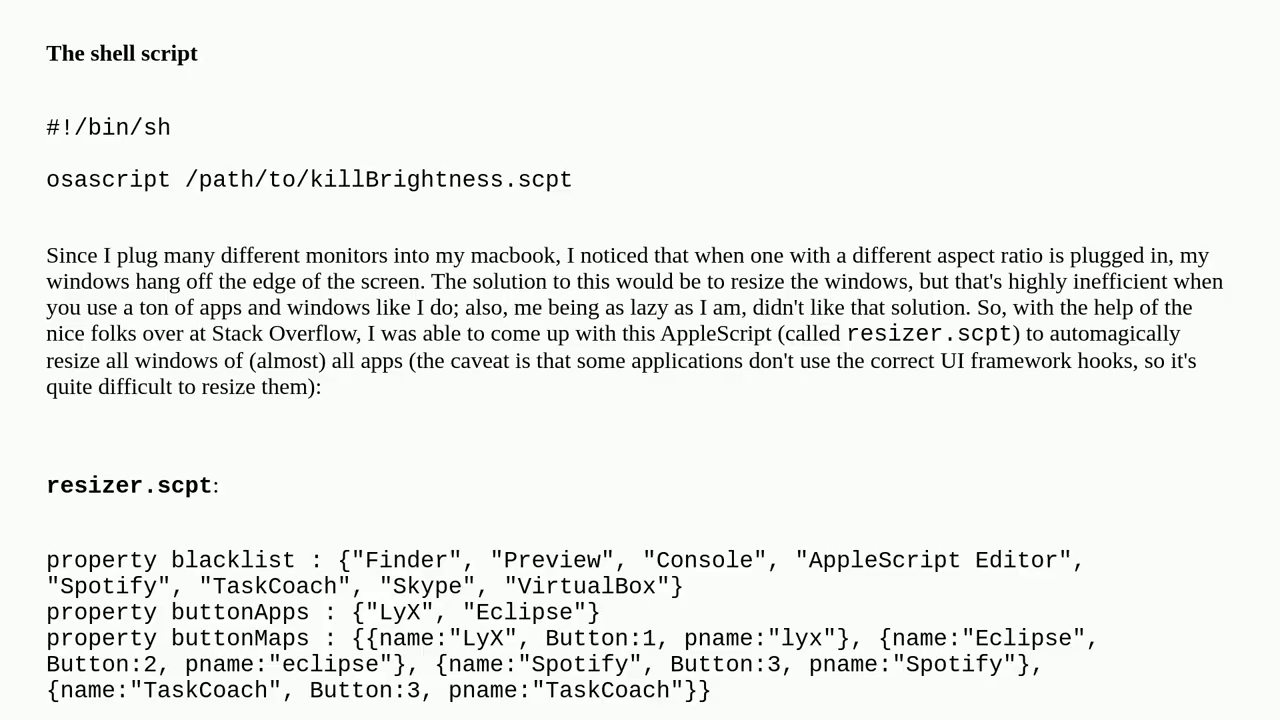 The shell script
#!/bin/sh
osascript /path/to/killBrightness.scpt
Since I plug many different monitors into my macbook, I noticed that when one with a different aspect ratio is plugged in, my
windows hang off the edge of the screen. The solution to this would be to resize the windows, but that's highly inefficient when
you use a ton of apps and windows like I do; also, me being as lazy as I am, didn't like that solution. So, with the help of the
nice folks over at Stack Overflow, I was able to come up with this AppleScript (called resizer.scpt) to automagically
resize all windows of (almost) all apps (the caveat is that some applications don't use the correct UI framework hooks, so it's
quite difficult to resize them):
resizer.scpt:
property blacklist : {"Finder", "Preview", "Console", "AppleScript Editor",
"Spotify", "TaskCoach", "Skype", "VirtualBox"}
property buttonApps : {"LyX", "Eclipse"}
property buttonMaps : {{name:"LyX", Button:1, pname:"lyx"}, {name:"Eclipse",
Button:2, pname:"eclipse"}, {name:"Spotify", Button:3, pname:"Spotify"},
{name:"TaskCoach", Button:3, pname:"TaskCoach"}}